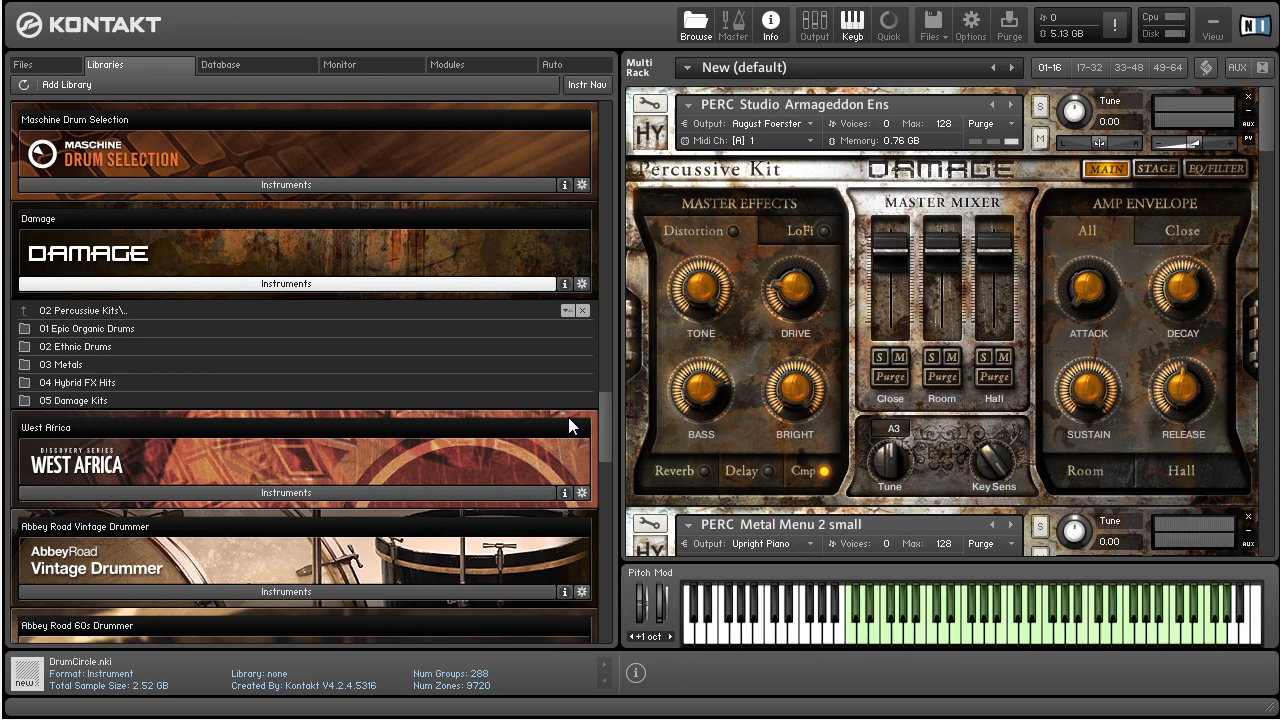 KONTAKT
Browse Master Info Output Keyb Quick Files Options Purge
0
5.13 GB
!
Cpu
Disk
View
NI
Files Libraries Database Monitor Modules Auto
Add Library Instr Nav
Maschine Drum Selection
MASCHINE
DRUM SELECTION
Instruments i
Damage
DAMAGE
Instruments i
02 Percussive Kits\..
01 Epic Organic Drums
02 Ethnic Drums
03 Metals
04 Hybrid FX Hits
05 Damage Kits
West Africa
DISCOVERY SERIES
WEST AFRICA
Instruments i
Abbey Road Vintage Drummer
AbbeyRoad
Vintage Drummer
Instruments i
Abbey Road 60s Drummer
Multi
Rack
New (default)
01-16 17-32 33-48 49-64 AUX
PERC Studio Armageddon Ens
Output: August Foerster Voices: 0 Max: 128 Purge
Midi Ch: [A] 1 Memory: 0.76 GB
HY
S
M
Tune
0.00
L R
AUX
PV
Percussive Kit DAMAGE MAIN STAGE EQ/FILTER
MASTER EFFECTS
Distortion LoFi
TONE DRIVE
BASS BRIGHT
Reverb Delay Cmp
MASTER MIXER
S M S M S M
Purge Purge Purge
Close Room Hall
A3
Tune Key Sens
AMP ENVELOPE
All Close
ATTACK DECAY
SUSTAIN RELEASE
Room Hall
PERC Metal Menu 2 small
Output: Upright Piano Voices: 0 Max: 128 Purge
HY
S
Tune
0.00
AUX
Pitch Mod
+1 oct
new
DrumCircle.nki
Format: Instrument Library: none Num Groups: 288
Total Sample Size: 2.52 GB Created By: Kontakt V4.2.4.5316 Num Zones: 9720
i